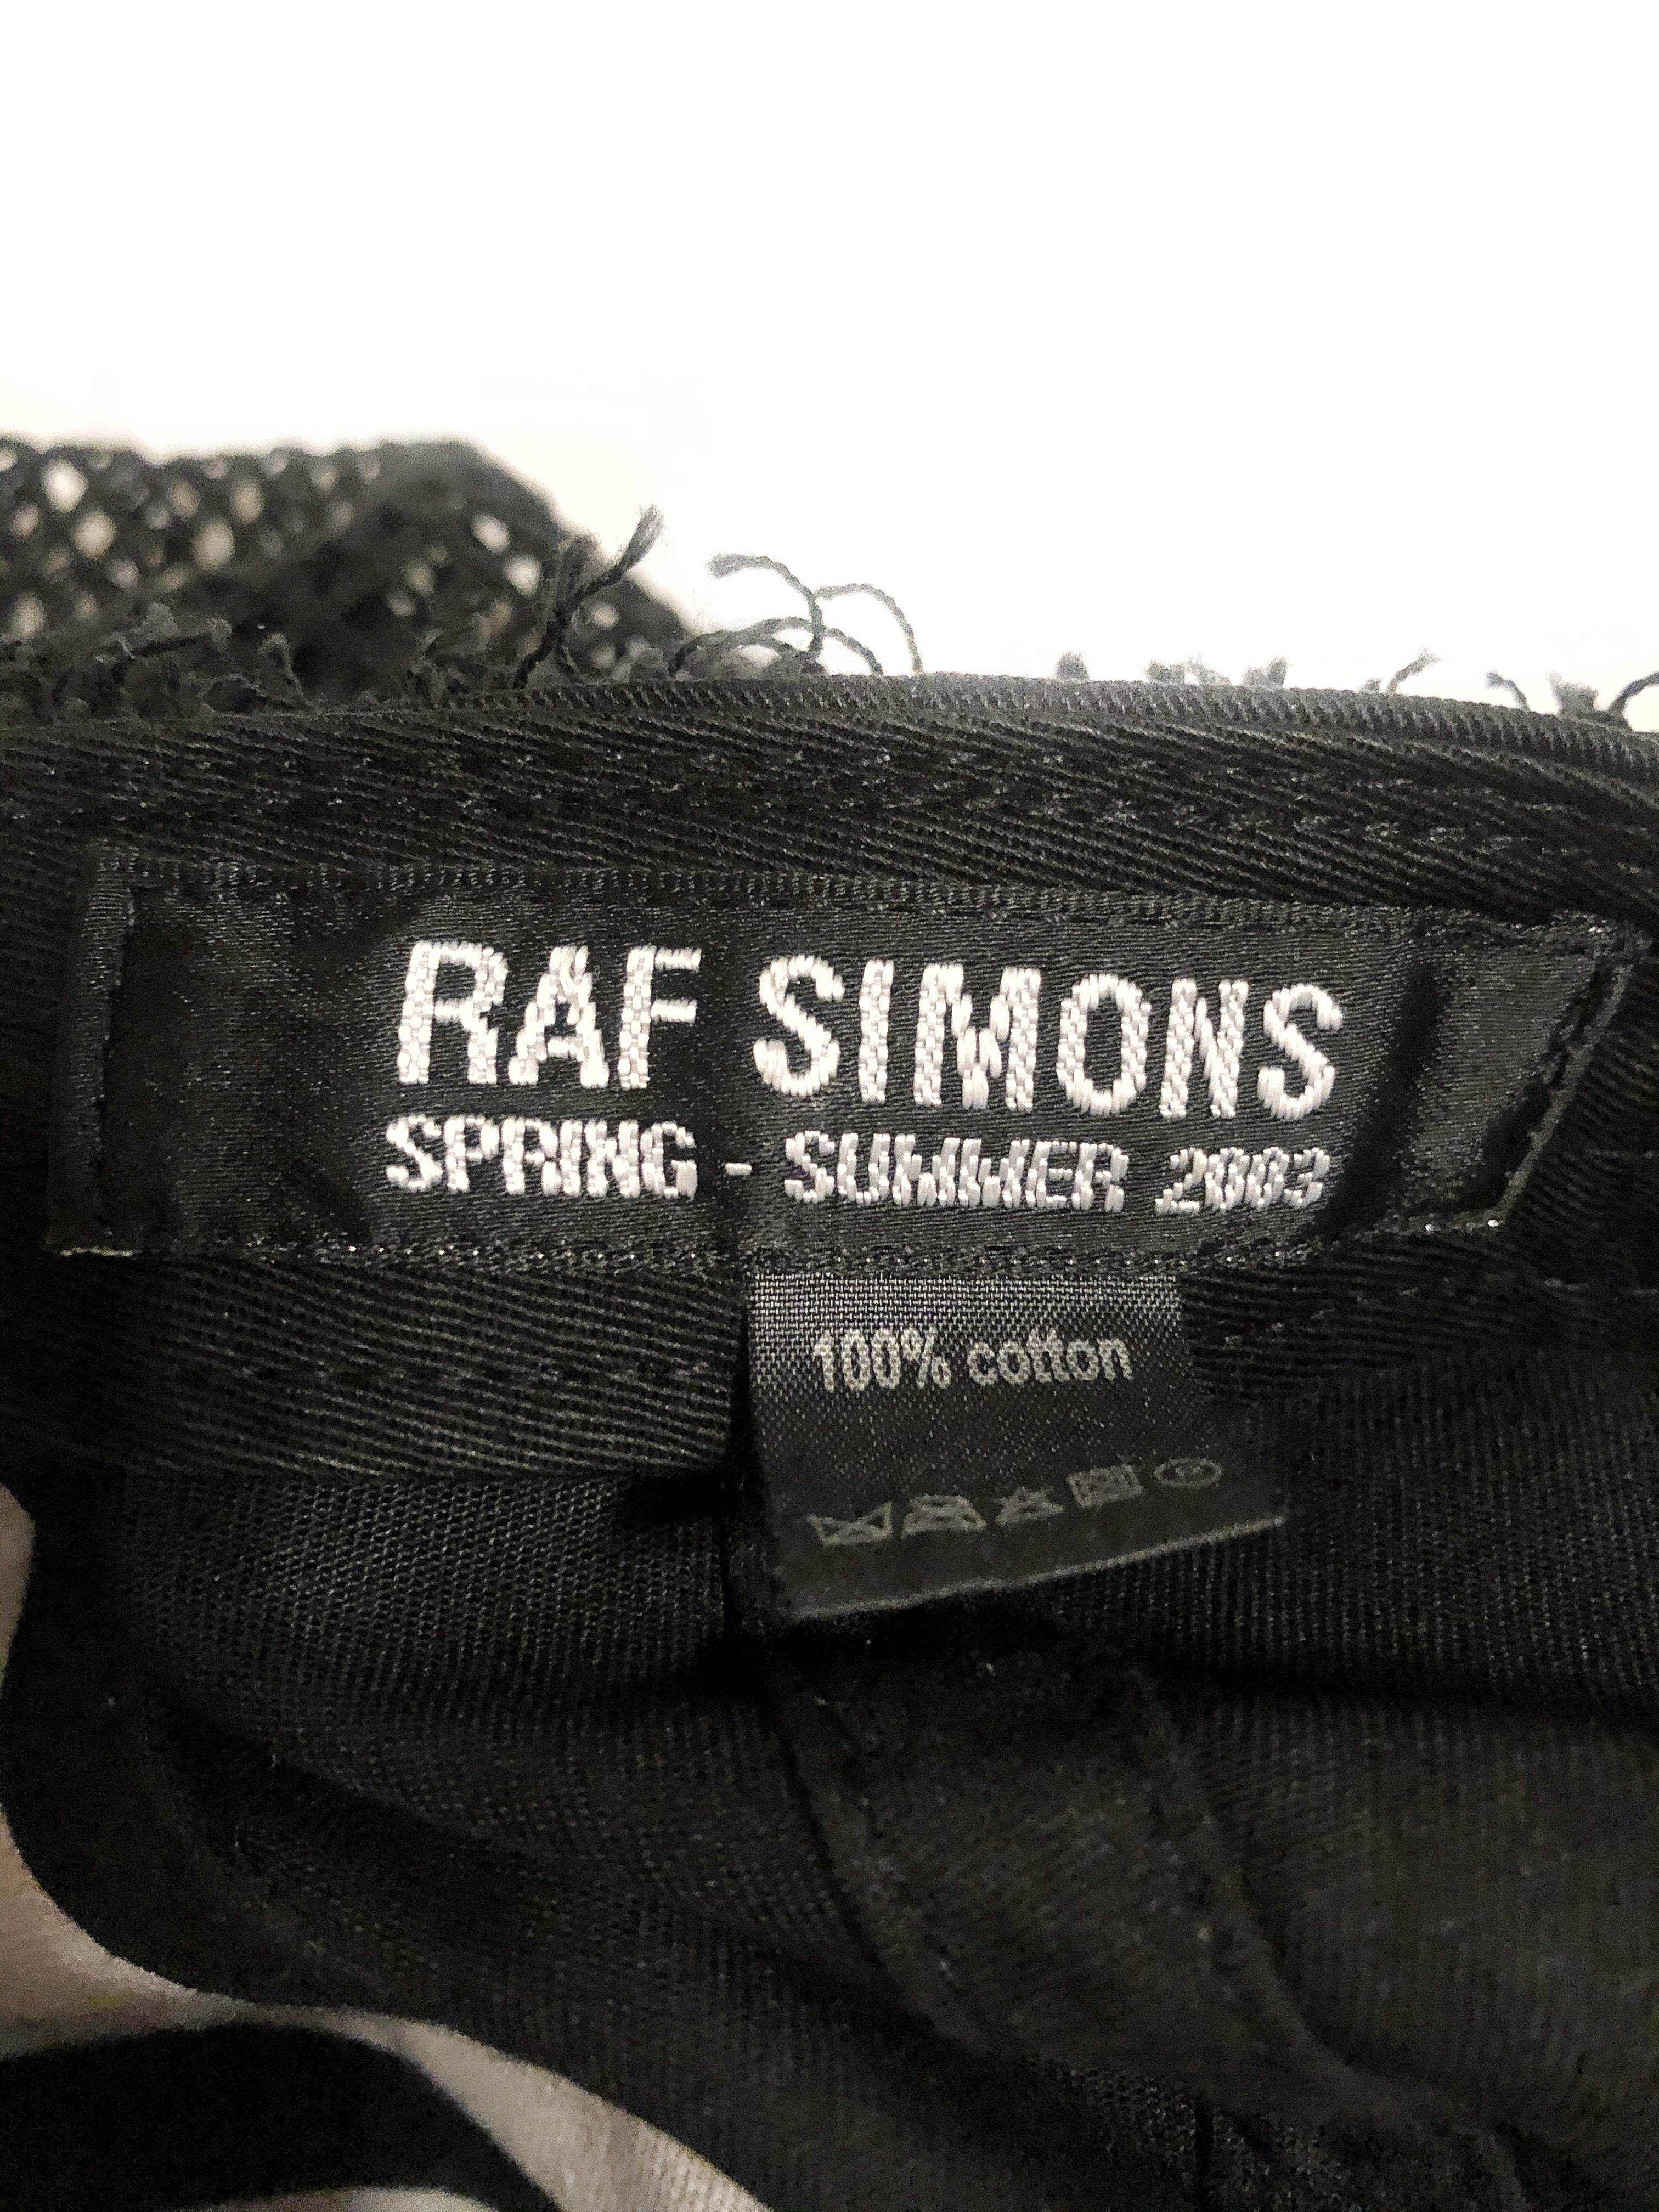 RAF SIMONS
SPRING - SUMMER 2003
100% cotton